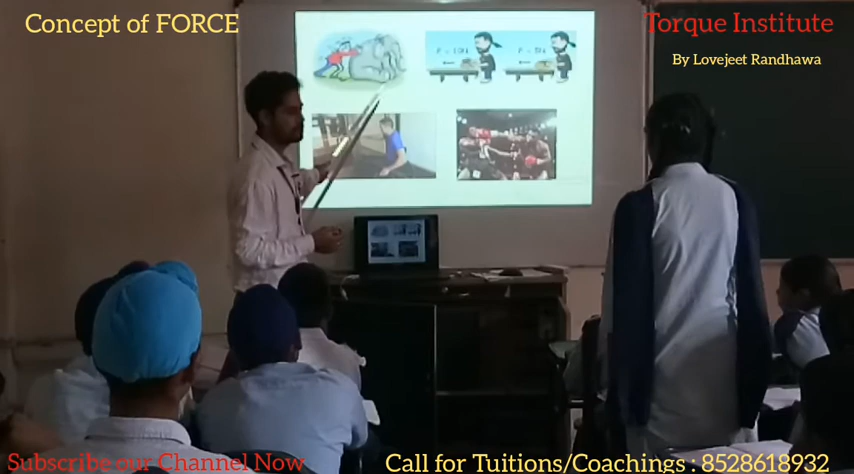 Concept of FORCE
Torque Institute
By Lovejeet Randhawa
Subscribe our Channel Now
Call for Tuitions/Coachings : 8528618932